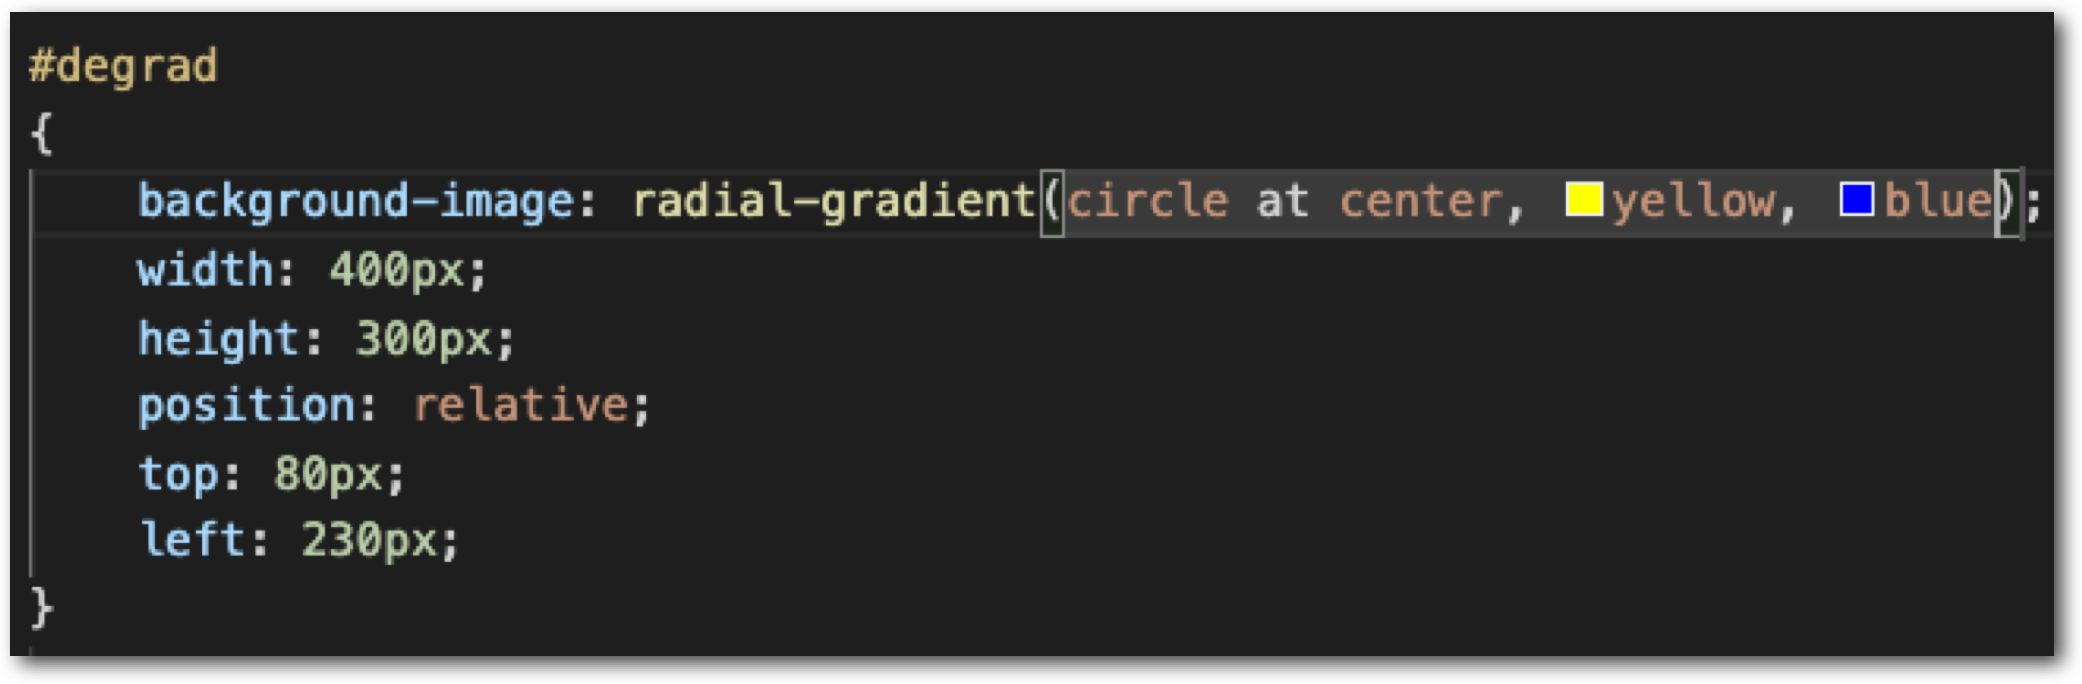 #degrad
{
background-image: radial-gradient(circle at center, yellow, blue);
width: 400px;
height: 300px;
position: relative;
top: 80px;
left: 230px;
}